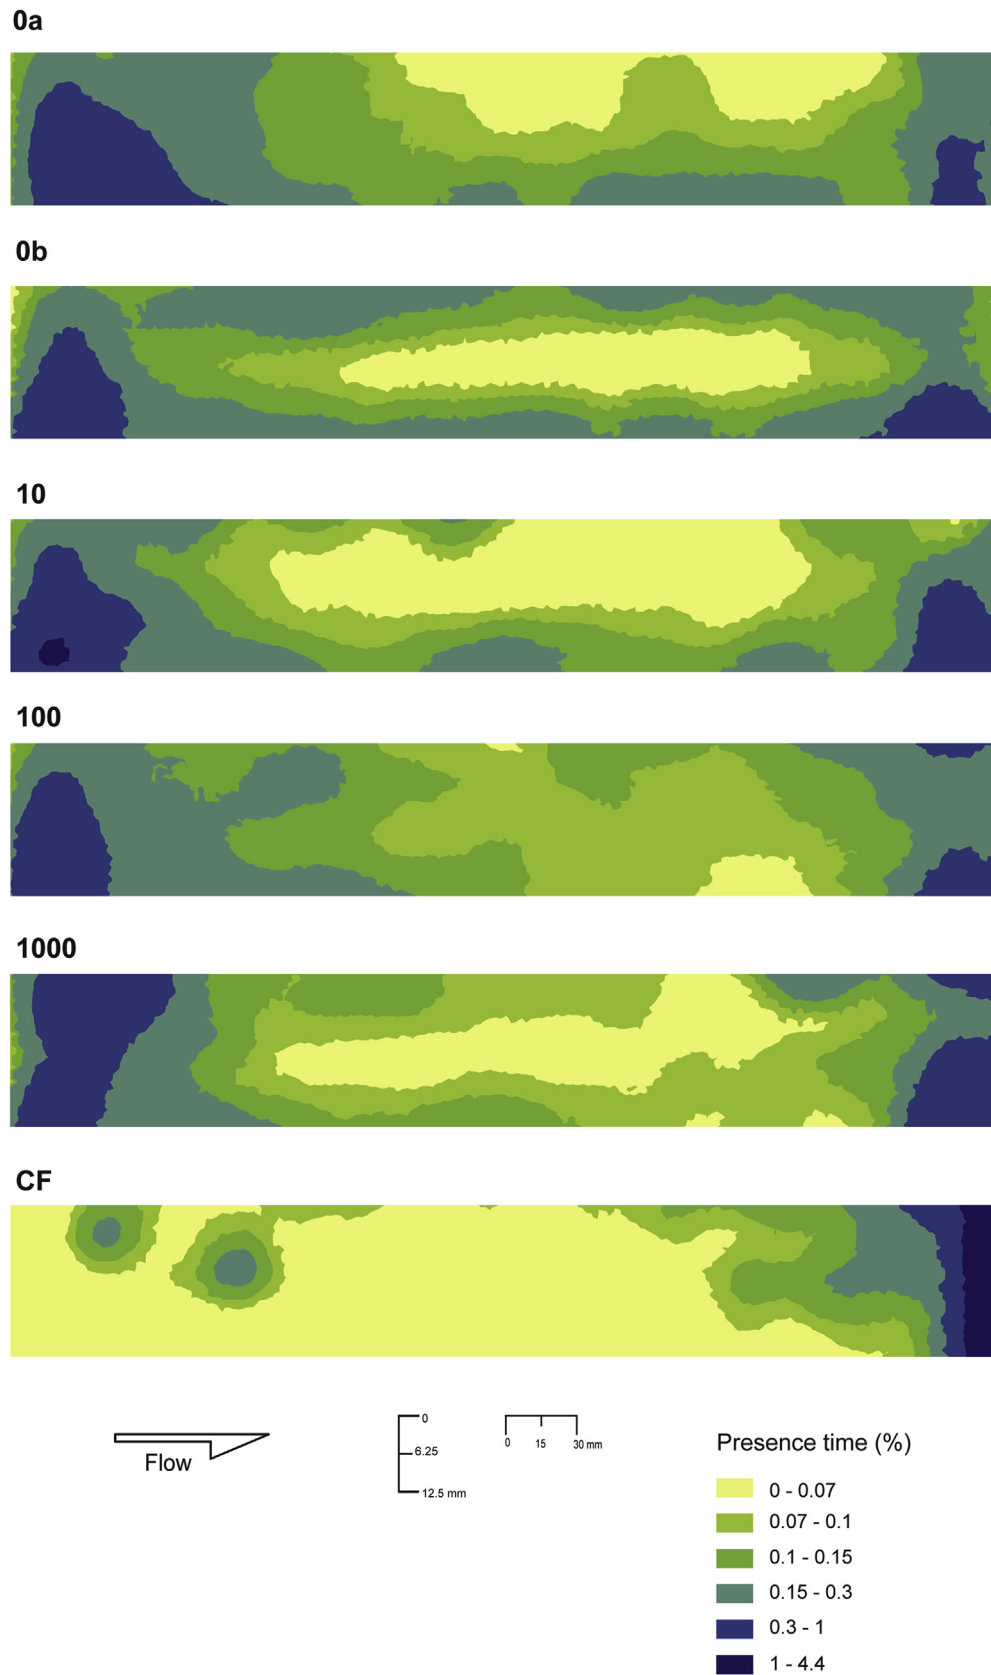 0a
0b
10
100
1000
CF
Flow
0
6.25
12.5 mm
0 15 30 mm
Presence time (%)
0 - 0.07
0.07 - 0.1
0.1 - 0.15
0.15 - 0.3
0.3 - 1
1 - 4.4